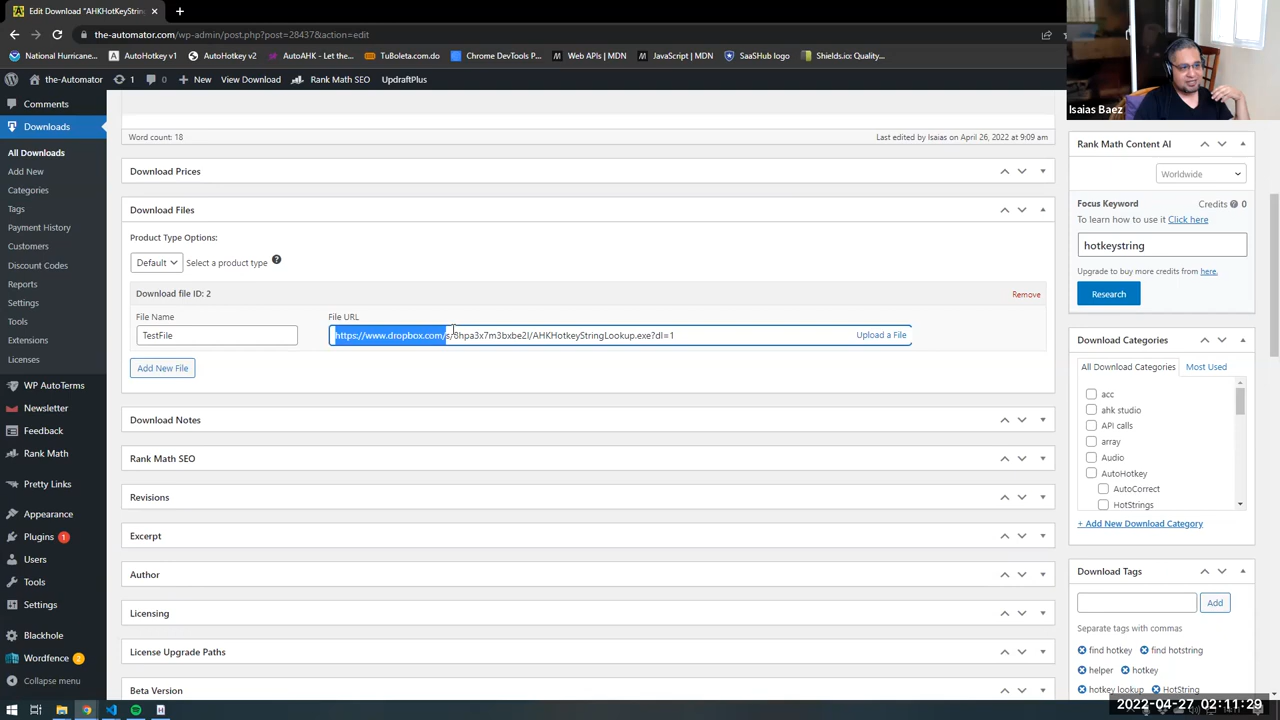 Edit Download "AHKHotKeyString
the-automator.com/wp-admin/post.php?post=28437&action=edit
National Hurricane...
AutoHotkey
AutoHotkey v2
AutoAHK - HotTab
TuBoleta.com.do
Chrome DevTools P...
Web APIs | MDN
JavaScript | MDN
SaaSHub logo
Shields.io: Quality...
the-Automator
1
0
New
View Download
Rank Math SEO
UpdraftPlus
Isaias Baez
Comments
Downloads
All Downloads
Add New
Categories
Tags
Payment History
Customers
Discount Codes
Reports
Settings
Tools
Extensions
Licenses
WP AutoTerms
Newsletter
Feedback
Rank Math
Pretty Links
Appearance
Plugins 1
Users
Tools
Settings
Blackhole
Wordfence 2
Collapse menu
Word count: 18
Last edited by Isaias on April 26, 2022 at 9:09 am
Download Prices
Download Files
Product Type Options:
Default
Select a product type
Download file ID: 2
Remove
File Name
File URL
TestFile
https://www.dropbox.com/s/8hpa3x7m3bxbe2l/AHKHotkeyStringLookup.exe?dl=1
Upload a File
Add New File
Download Notes
Rank Math SEO
Revisions
Excerpt
Author
Licensing
License Upgrade Paths
Beta Version
Rank Math Content AI
Worldwide
Focus Keyword
Credits ? 0
To learn how to use it Click here
hotkeystring
Upgrade to buy more credits from here.
Research
Download Categories
All Download Categories
Most Used
acc
ahk studio
API calls
array
Audio
AutoHotkey
AutoCorrect
HotStrings
+ Add New Download Category
Download Tags
Add
Separate tags with commas
find hotkey
find hotstring
helper
hotkey
hotkey lookup
HotString
2022-04-27 02:11:29